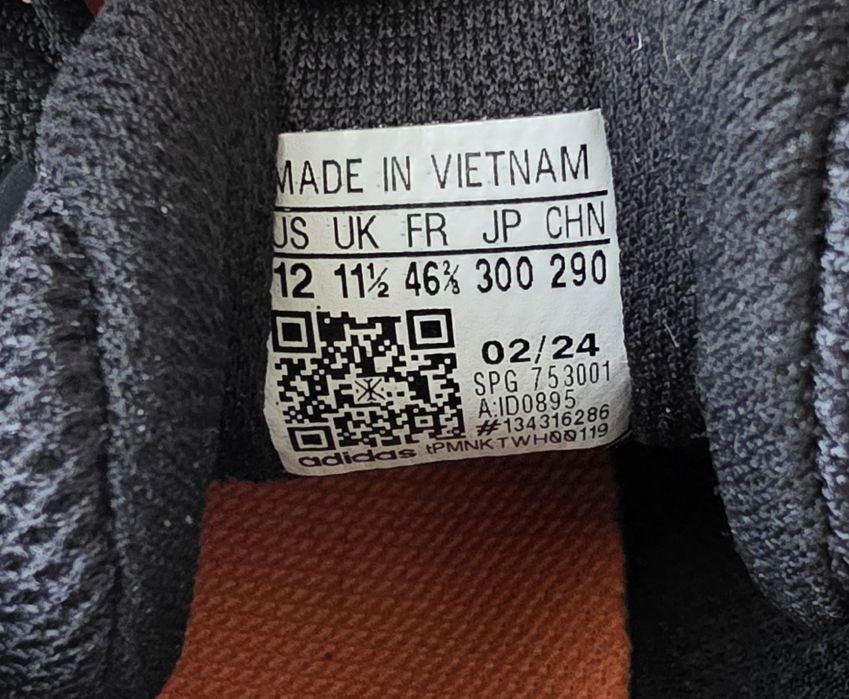 MADE IN VIETNAM
US UK FR JP CHN
12 11½ 46⅔ 300 290
02/24
SPG 753001
A:ID0895
#134316286
adidas tPMNKTWH00119